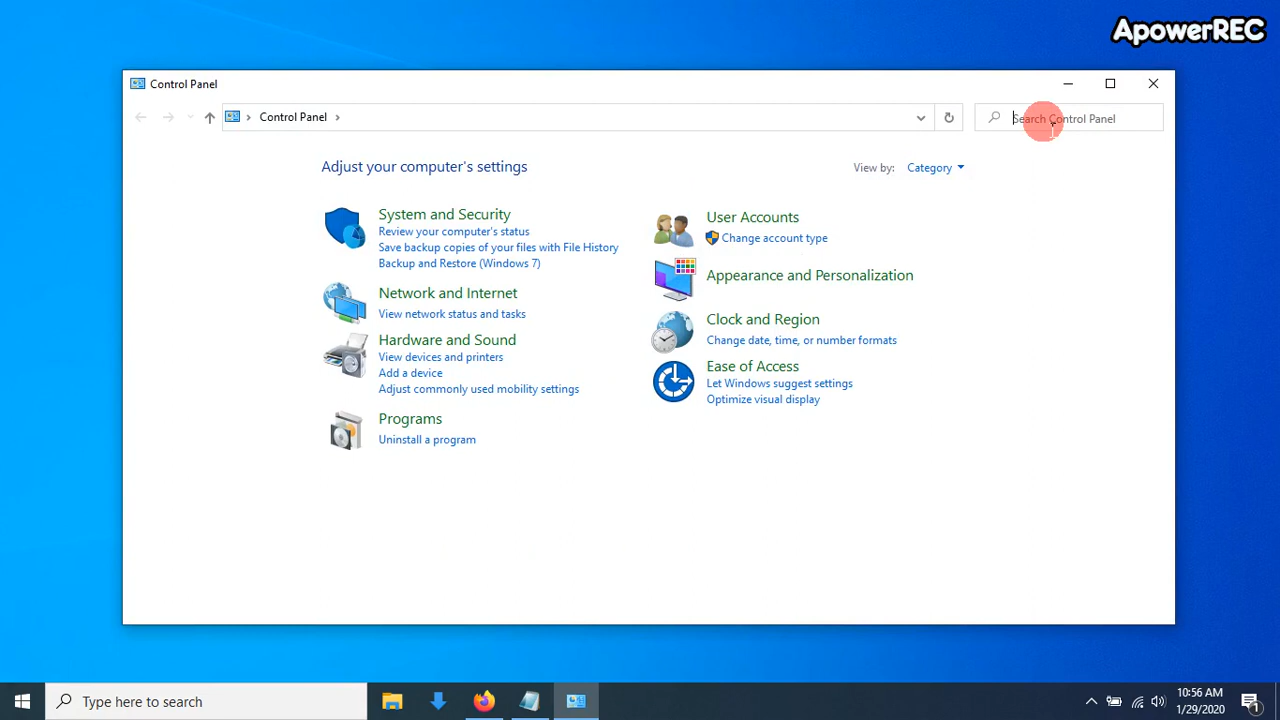 ApowerREC
Control Panel
Control Panel
Search Control Panel
Adjust your computer's settings
View by: Category
System and Security
Review your computer's status
Save backup copies of your files with File History
Backup and Restore (Windows 7)
Network and Internet
View network status and tasks
Hardware and Sound
View devices and printers
Add a device
Adjust commonly used mobility settings
Programs
Uninstall a program
User Accounts
Change account type
Appearance and Personalization
Clock and Region
Change date, time, or number formats
Ease of Access
Let Windows suggest settings
Optimize visual display
Type here to search
10:56 AM
1/29/2020
1